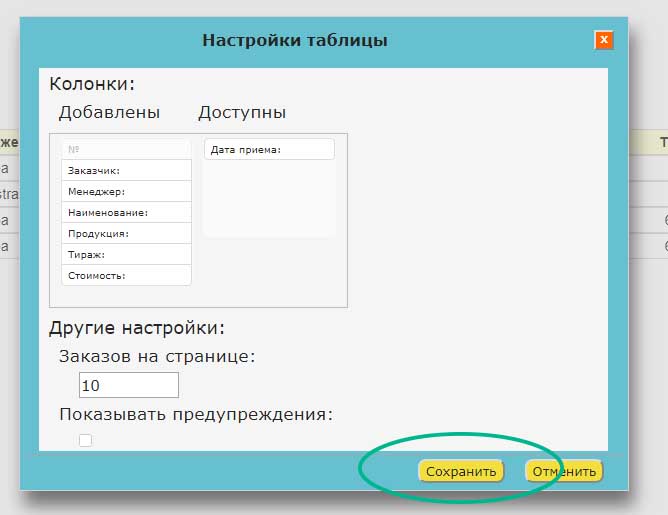 Настройки таблицы
x
Колонки:
Добавлены Доступны
№ Дата приема:
Заказчик:
Менеджер:
Наименование:
Продукция:
Тираж:
Стоимость:
Другие настройки:
Заказов на странице:
10
Показывать предупреждения:
Сохранить Отменить